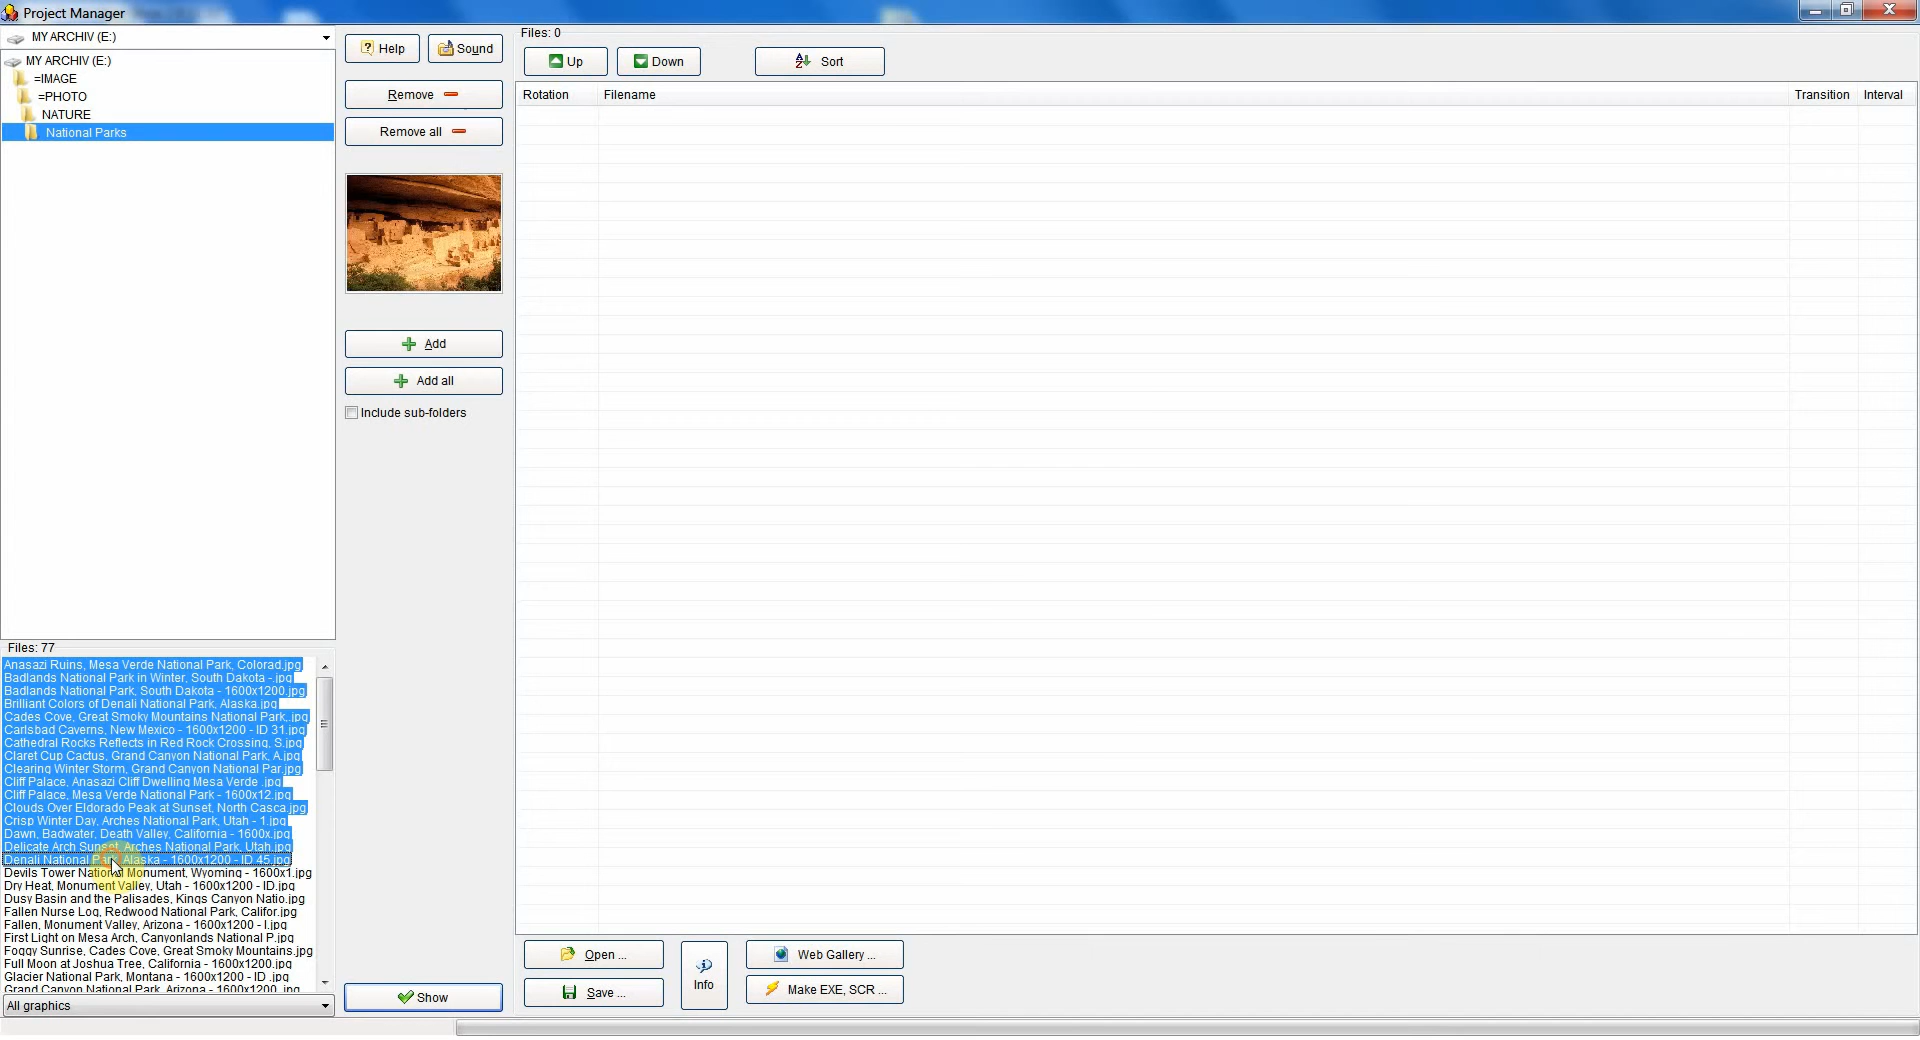 Project Manager
MY ARCHIV (E:)
MY ARCHIV (E:)
=IMAGE
=PHOTO
NATURE
National Parks
Help
Sound
Remove
Remove all
Add
Add all
Include sub-folders
Files: 0
Up
Down
Sort
Rotation
Filename
Transition
Interval
Files: 77
Anasazi Ruins, Mesa Verde National Park, Colorad.jpg
Badlands National Park in Winter, South Dakota -.jpg
Badlands National Park, South Dakota - 1600x1200.jpg
Brilliant Colors of Denali National Park, Alaska.jpg
Cades Cove, Great Smoky Mountains National Park,.jpg
Carlsbad Caverns, New Mexico - 1600x1200 - ID 31.jpg
Cathedral Rocks Reflects in Red Rock Crossing, S.jpg
Claret Cup Cactus, Grand Canyon National Park, A.jpg
Clearing Winter Storm, Grand Canyon National Par.jpg
Cliff Palace, Anasazi Cliff Dwelling Mesa Verde .jpg
Cliff Palace, Mesa Verde National Park - 1600x12.jpg
Clouds Over Eldorado Peak at Sunset, North Casca.jpg
Crisp Winter Day, Arches National Park, Utah - 1.jpg
Dawn, Badwater, Death Valley, California - 1600x.jpg
Delicate Arch Sunset, Arches National Park, Utah.jpg
Denali National Park, Alaska - 1600x1200 - ID 45.jpg
Devils Tower National Monument, Wyoming - 1600x1.jpg
Dry Heat, Monument Valley, Utah - 1600x1200 - ID.jpg
Dusy Basin and the Palisades, Kings Canyon Natio.jpg
Fallen Nurse Log, Redwood National Park, Califor.jpg
Fallen, Monument Valley, Arizona - 1600x1200 - I.jpg
First Light on Mesa Arch, Canyonlands National P.jpg
Foggy Sunrise, Cades Cove, Great Smoky Mountains.jpg
Full Moon at Joshua Tree, California - 1600x1200.jpg
Glacier National Park, Montana - 1600x1200 - ID .jpg
Grand Canyon National Park, Arizona - 1600x1200,.jpg
All graphics
Show
Open ...
Save ...
Info
Web Gallery ...
Make EXE, SCR ...